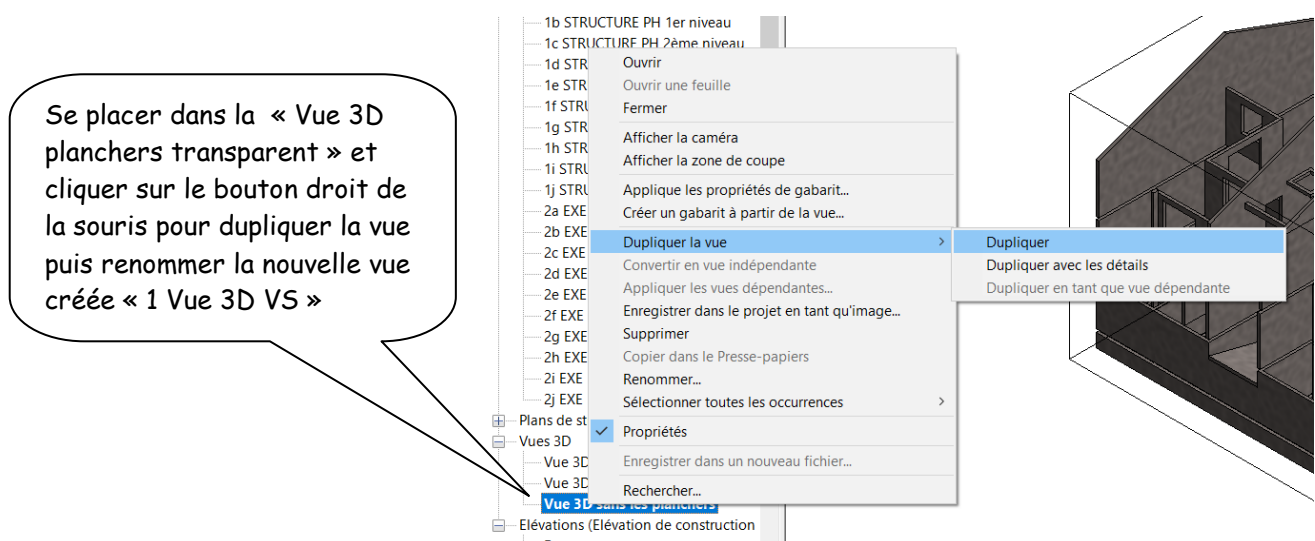 1b STRUCTURE PH 1er niveau
1c STRUCTURE PH 2ème niveau
1d STR
1e STR
1f STRU
1g STR
1h STR
1i STRU
1j STRU
2a EXE
2b EXE
2c EXE
2d EXE
2e EXE
2f EXE
2g EXE
2h EXE
2i EXE
2j EXE
Plans de st
Vues 3D
Vue 3D
Vue 3D
Vue 3D sans les planchers
Elévations (Elévation de construction
Se placer dans la « Vue 3D
planchers transparent » et
cliquer sur le bouton droit de
la souris pour dupliquer la vue
puis renommer la nouvelle vue
créée « 1 Vue 3D VS »
Ouvrir
Ouvrir une feuille
Fermer
Afficher la caméra
Afficher la zone de coupe
Applique les propriétés de gabarit...
Créer un gabarit à partir de la vue...
Dupliquer la vue
Convertir en vue indépendante
Appliquer les vues dépendantes...
Enregistrer dans le projet en tant qu'image...
Supprimer
Copier dans le Presse-papiers
Renommer...
Sélectionner toutes les occurrences
Propriétés
Enregistrer dans un nouveau fichier...
Rechercher...
Dupliquer
Dupliquer avec les détails
Dupliquer en tant que vue dépendante